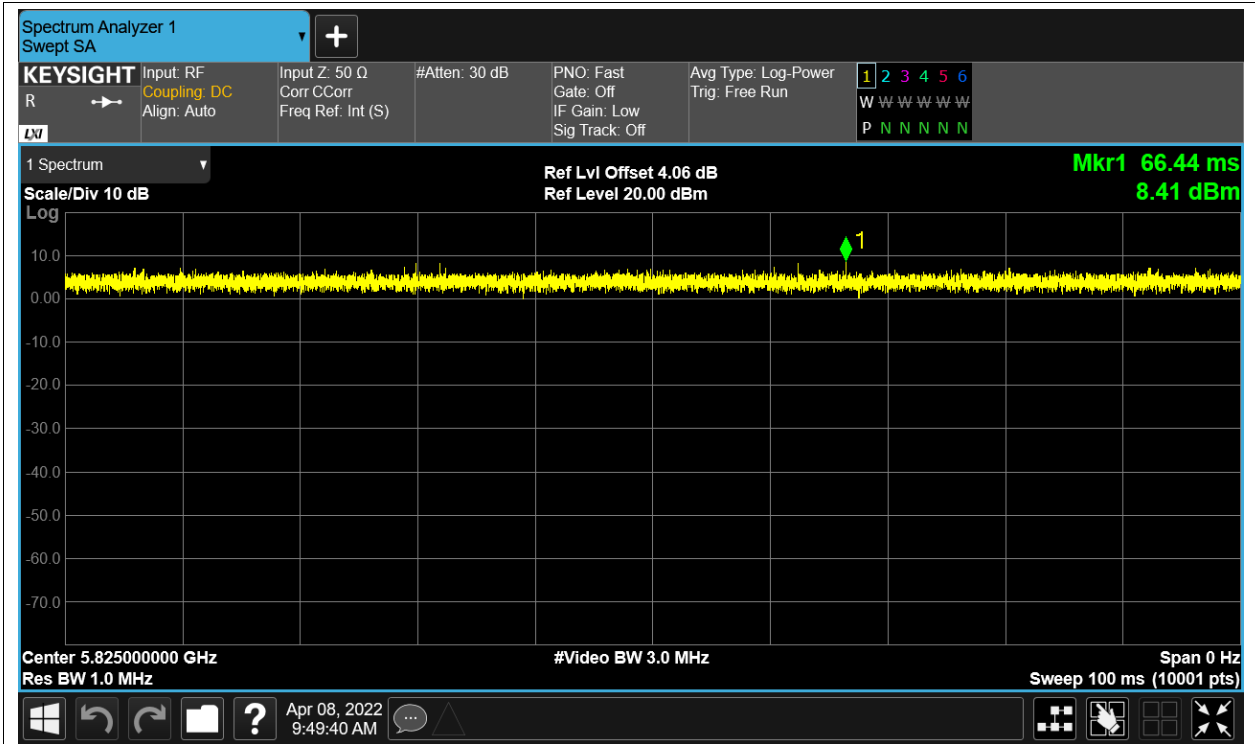 Spectrum Analyzer 1
Swept SA
KEYSIGHT
R
LXI
Input: RF
Coupling: DC
Align: Auto
Input Z: 50 Ω
Corr CCorr
Freq Ref: Int (S)
#Atten: 30 dB
PNO: Fast
Gate: Off
IF Gain: Low
Sig Track: Off
Avg Type: Log-Power
Trig: Free Run
1 2 3 4 5 6
W W W W W W
P N N N N N
1 Spectrum
Scale/Div 10 dB
Log
Ref Lvl Offset 4.06 dB
Ref Level 20.00 dBm
Mkr1 66.44 ms
8.41 dBm
1
10.0
0.00
-10.0
-20.0
-30.0
-40.0
-50.0
-60.0
-70.0
Center 5.825000000 GHz
Res BW 1.0 MHz
#Video BW 3.0 MHz
Span 0 Hz
Sweep 100 ms (10001 pts)
?
Apr 08, 2022
9:49:40 AM